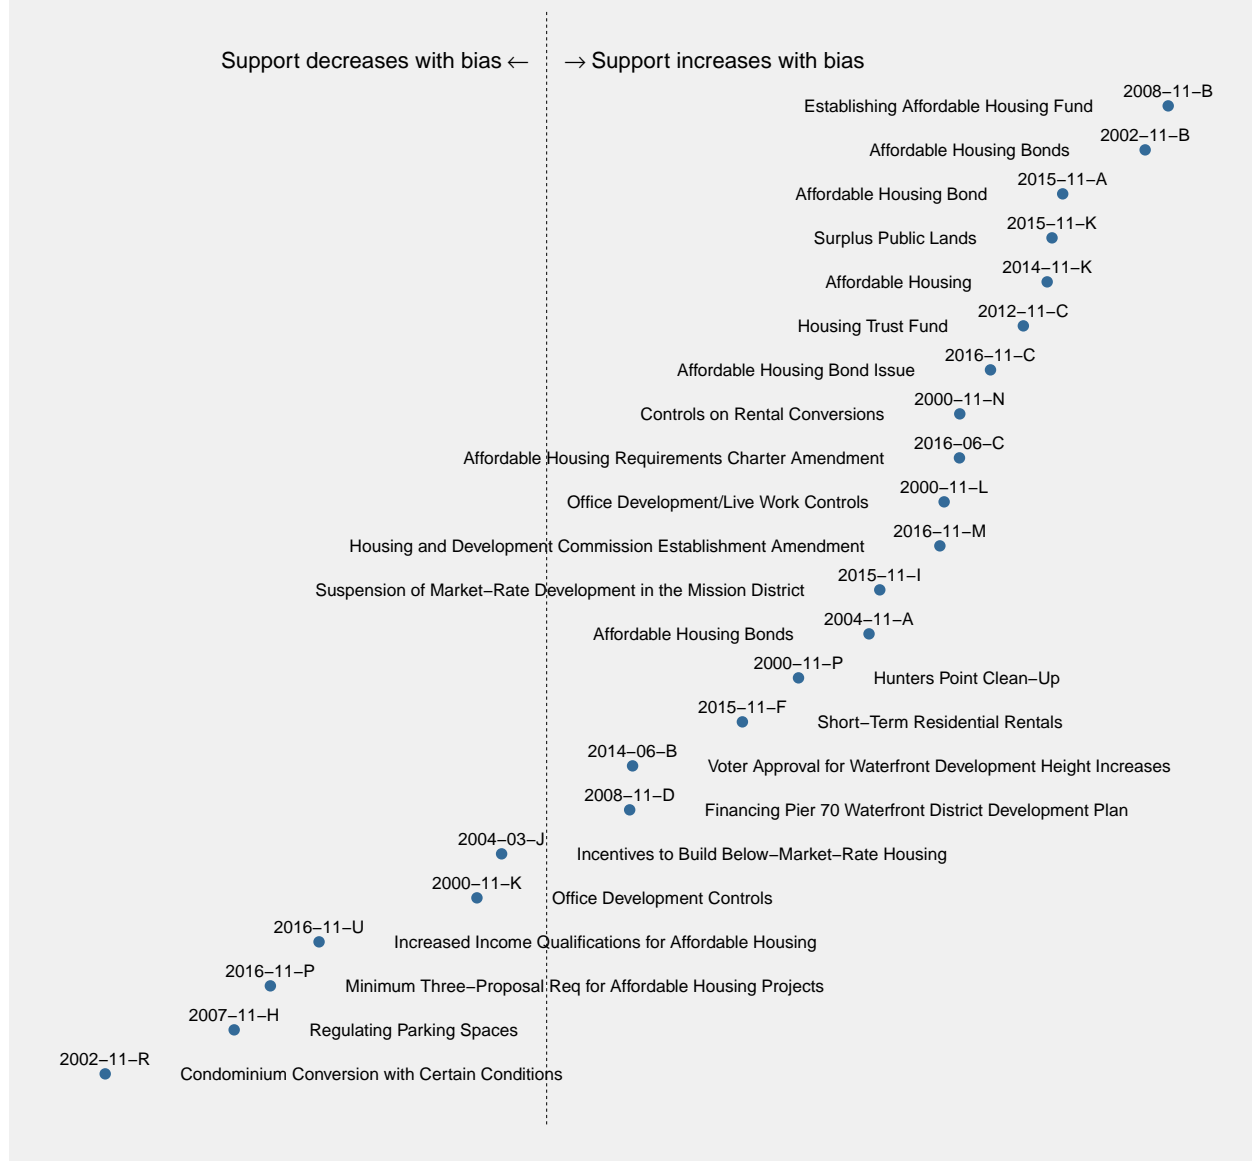 Support decreases with bias ← → Support increases with bias
2008−11−B
Establishing Affordable Housing Fund
2002−11−B
Affordable Housing Bonds
2015−11−A
Affordable Housing Bond
2015−11−K
Surplus Public Lands
2014−11−K
Affordable Housing
2012−11−C
Housing Trust Fund
2016−11−C
Affordable Housing Bond Issue
2000−11−N
Controls on Rental Conversions
2016−06−C
Affordable Housing Requirements Charter Amendment
2000−11−L
Office Development/Live Work Controls
2016−11−M
Housing and Development Commission Establishment Amendment
2015−11−I
Suspension of Market−Rate Development in the Mission District
2004−11−A
Affordable Housing Bonds
2000−11−P
Hunters Point Clean−Up
2015−11−F
Short−Term Residential Rentals
2014−06−B
Voter Approval for Waterfront Development Height Increases
2008−11−D
Financing Pier 70 Waterfront District Development Plan
2004−03−J
Incentives to Build Below−Market−Rate Housing
2000−11−K
Office Development Controls
2016−11−U
Increased Income Qualifications for Affordable Housing
2016−11−P
Minimum Three−Proposal Req for Affordable Housing Projects
2007−11−H
Regulating Parking Spaces
2002−11−R
Condominium Conversion with Certain Conditions